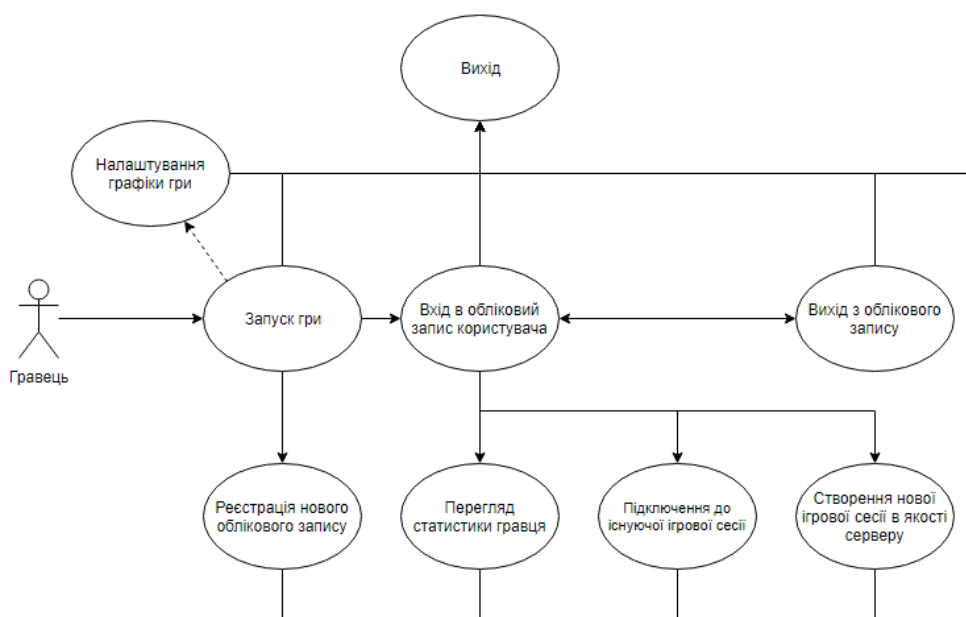 Вихід
Налаштування
графіки гри
Запуск гри
Вхід в обліковий
запис користувача
Вихід з облікового
запису
Гравець
Реєстрація нового
облікового запису
Перегляд
статистики гравця
Підключення до
існуючої ігрової сесії
Створення нової
ігрової сесії в якості
серверу